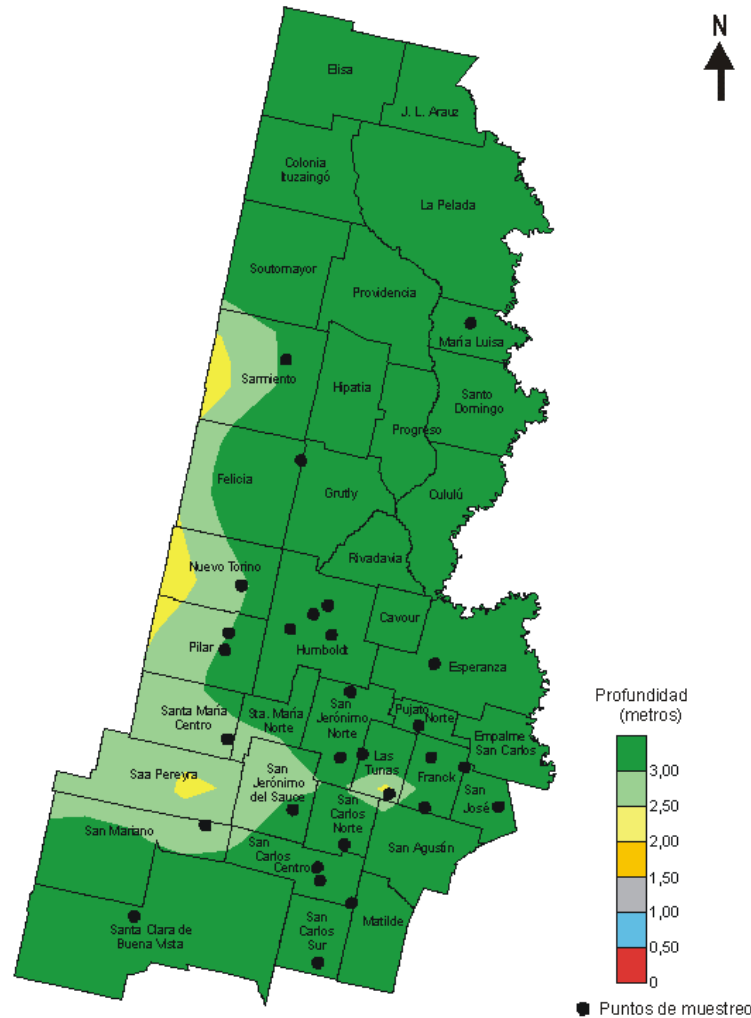 N
Elisa
J. L. Arauz
Colonia
Ituzaingó
La Pelada
Soutomayor
Providencia
María Luisa
Sarmiento
Hipatia
Santo
Domingo
Progreso
Felicia
Grutly
Cululú
Rivadavia
Nuevo Torino
Cavour
Pilar
Humboldt
Esperanza
Santa María
Centro
Sta. María
Norte
San
Jerónimo
Norte
Pujato
Norte
Empalme
San Carlos
Las
Tunas
Franck
Saa Pereyra
San
Jerónimo
del Sauce
San
José
San
Carlos
Norte
San Mariano
San
Carlos
Centro
San Agustín
Santa Clara de
Buena Vista
San
Carlos
Sur
Matilde
Profundidad
(metros)
3,00
2,50
2,00
1,50
1,00
0,50
0
Puntos de muestreo